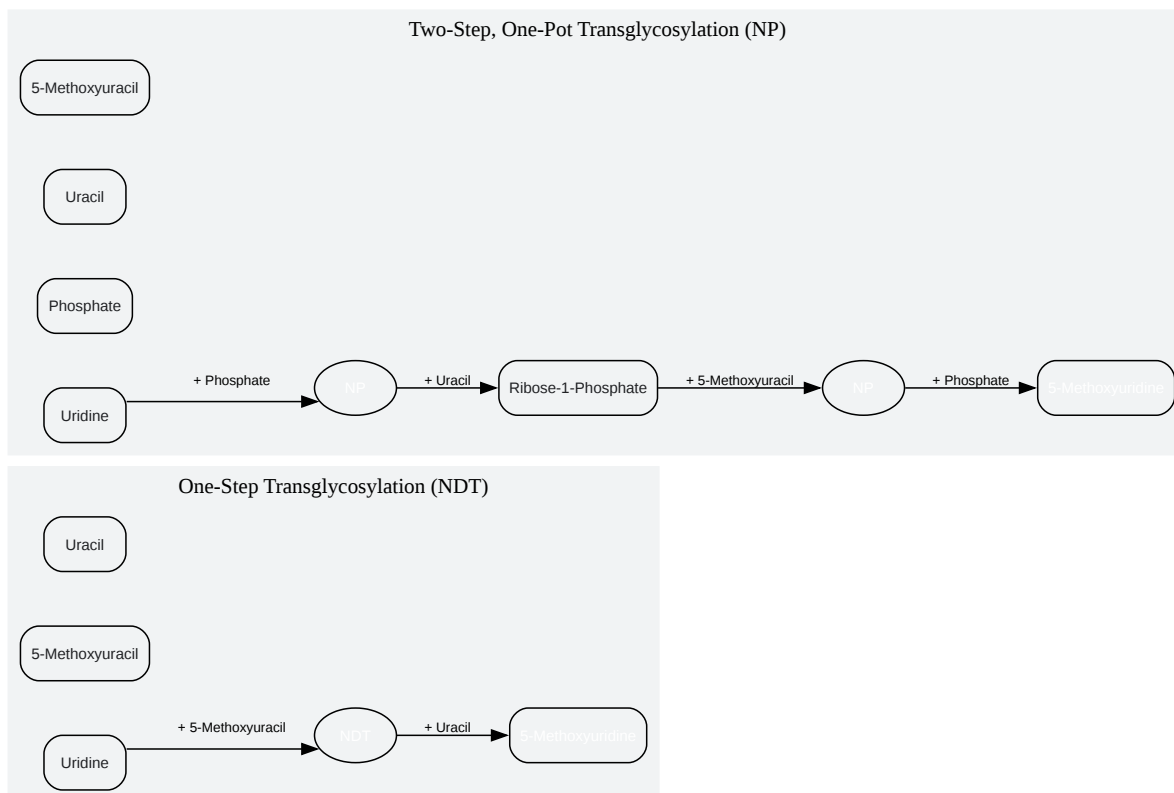 Two-Step, One-Pot Transglycosylation (NP)
5-Methoxyuracil
Uracil
Phosphate
Uridine
+ Phosphate
NP
+ Uracil
Ribose-1-Phosphate
+ 5-Methoxyuracil
NP
+ Phosphate
5-Methoxyuridine
One-Step Transglycosylation (NDT)
Uracil
5-Methoxyuracil
Uridine
+ 5-Methoxyuracil
NDT
+ Uracil
5-Methoxyuridine